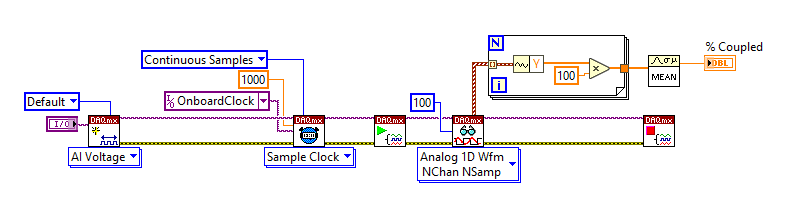 N
% Coupled
Continuous Samples
Y
1000
100
x
DBL
i
MEAN
Default
I/O OnboardClock
100
I/O
DAQmx
DAQmx
DAQmx
DAQmx
DAQmx
AI Voltage
Sample Clock
Analog 1D Wfm
NChan NSamp